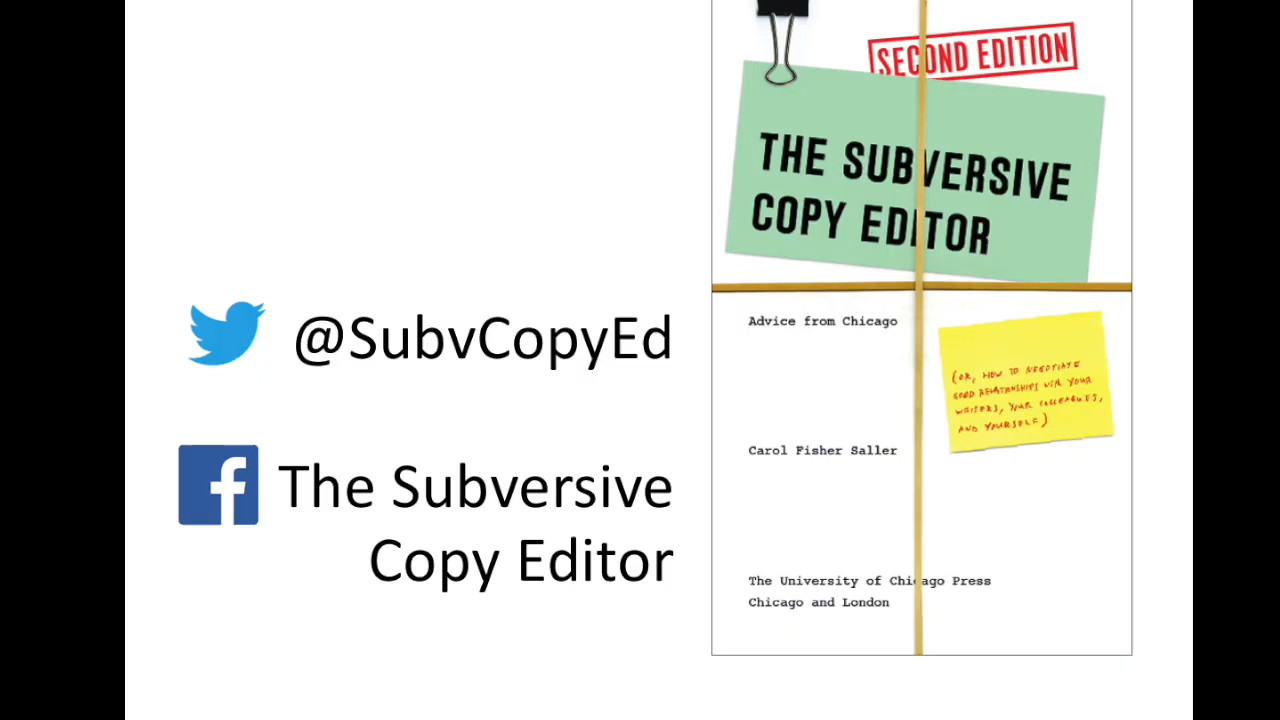 @SubvCopyEd
The Subversive
Copy Editor
SECOND EDITION
THE SUBVERSIVE
COPY EDITOR
Advice from Chicago
(OR, HOW TO NEGOTIATE
GOOD RELATIONSHIPS WITH YOUR
WRITERS, YOUR COLLEAGUES,
AND YOURSELF)
Carol Fisher Saller
The University of Chicago Press
Chicago and London